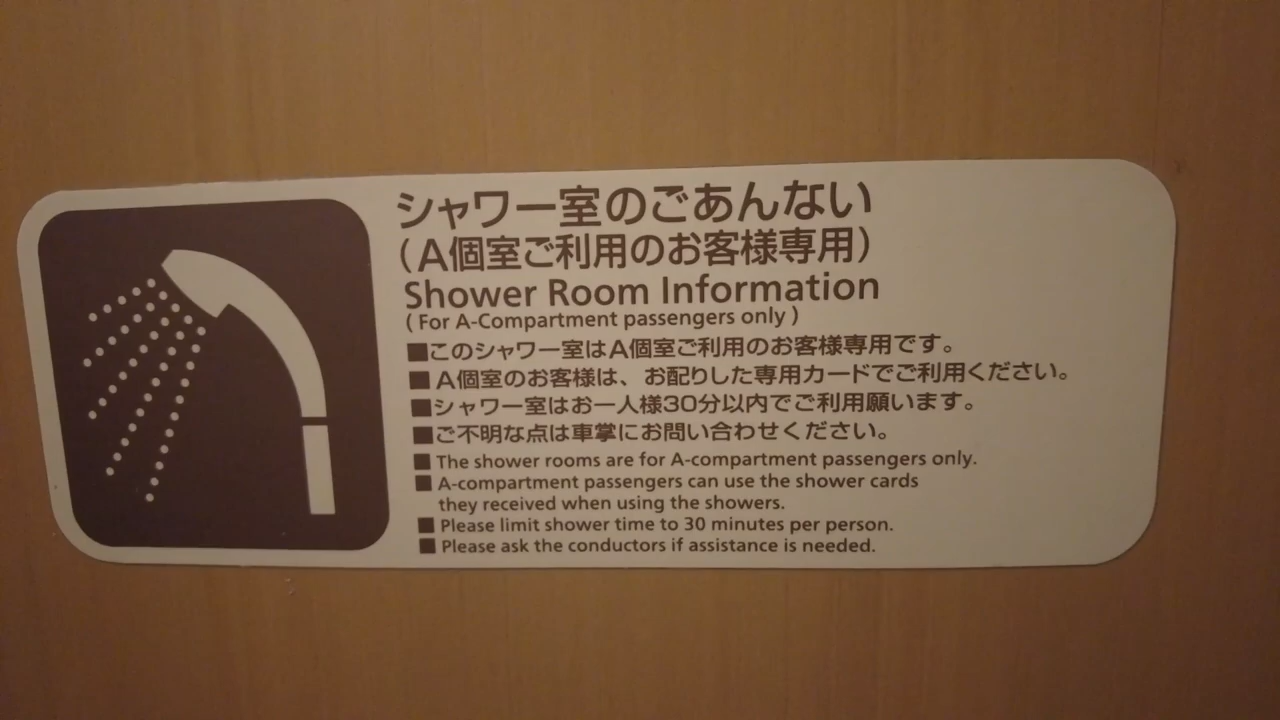 シャワー室のごあんない
（A個室ご利用のお客様専用）
Shower Room Information
( For A-Compartment passengers only )
■このシャワー室はA個室ご利用のお客様専用です。
■A個室のお客様は、お配りした専用カードでご利用ください。
■シャワー室はお一人様30分以内でご利用願います。
■ご不明な点は車掌にお問い合わせください。
■ The shower rooms are for A-compartment passengers only.
■ A-compartment passengers can use the shower cards
they received when using the showers.
■ Please limit shower time to 30 minutes per person.
■ Please ask the conductors if assistance is needed.